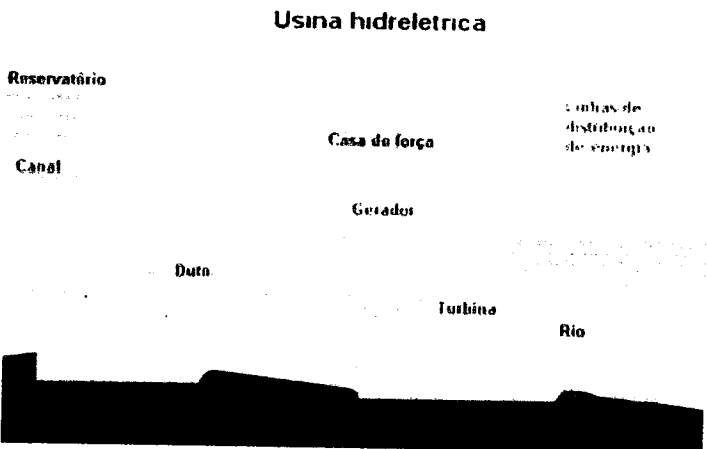 Usina hidreletrica
Reservatório
Linhas de
distribuição
de energia
Casa de força
Canal
Gerador
Duto
Turbina
Rio